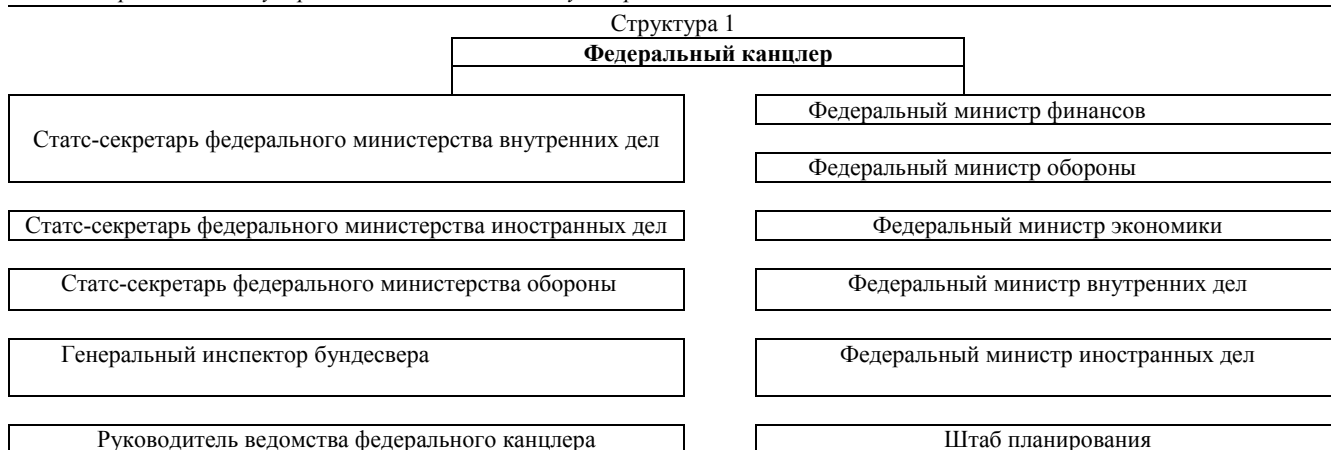 Структура 1
Федеральный канцлер
Статс-секретарь федерального министерства внутренних дел
Федеральный министр финансов
Федеральный министр обороны
Статс-секретарь федерального министерства иностранных дел
Федеральный министр экономики
Статс-секретарь федерального министерства обороны
Федеральный министр внутренних дел
Генеральный инспектор бундесвера
Федеральный министр иностранных дел
Руководитель ведомства федерального канцлера
Штаб планирования